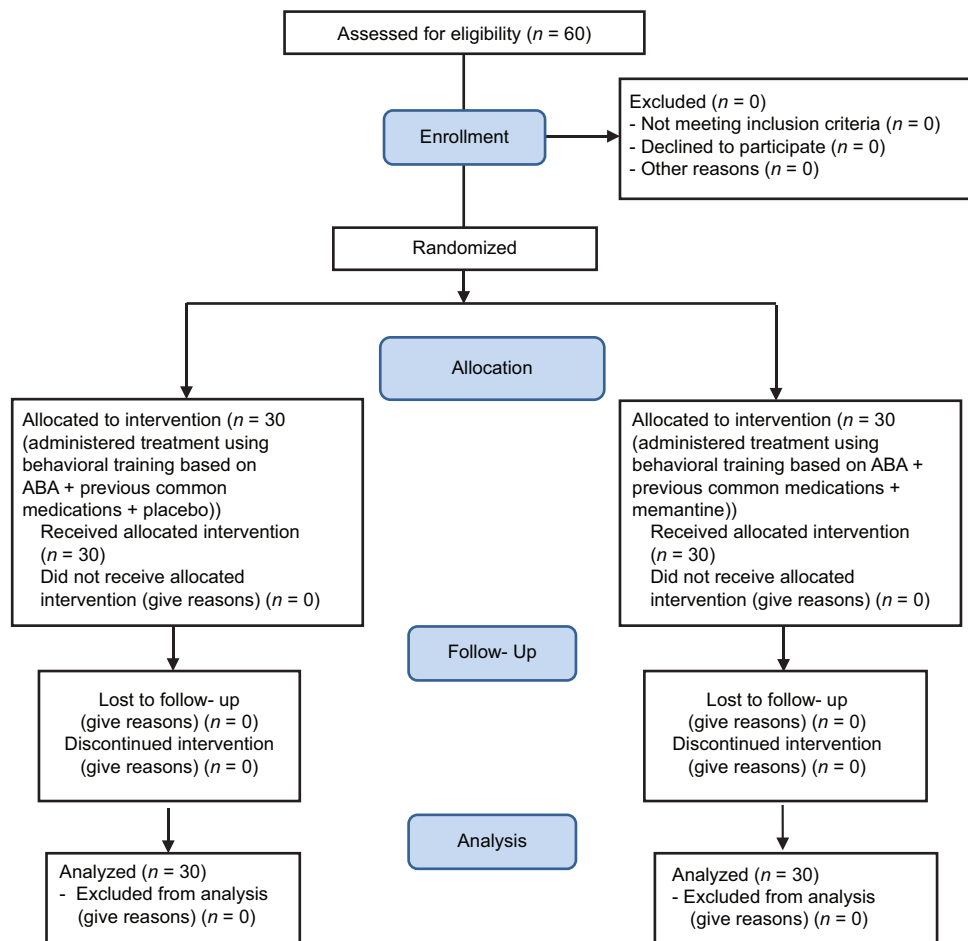 Assessed for eligibility (n = 60)
Enrollment
Excluded (n = 0)
- Not meeting inclusion criteria (n = 0)
- Declined to participate (n = 0)
- Other reasons (n = 0)
Randomized
Allocation
Allocated to intervention (n = 30
(administered treatment using
behavioral training based on
ABA + previous common
medications + placebo))
Received allocated intervention
(n = 30)
Did not receive allocated
intervention (give reasons) (n = 0)
Allocated to intervention (n = 30
(administered treatment using
behavioral training based on ABA +
previous common medications +
memantine))
Received allocated intervention
(n = 30)
Did not receive allocated
intervention (give reasons) (n = 0)
Follow- Up
Lost to follow- up
(give reasons) (n = 0)
Discontinued intervention
(give reasons) (n = 0)
Lost to follow- up
(give reasons) (n = 0)
Discontinued intervention
(give reasons) (n = 0)
Analysis
Analyzed (n = 30)
- Excluded from analysis
(give reasons) (n = 0)
Analyzed (n = 30)
- Excluded from analysis
(give reasons) (n = 0)